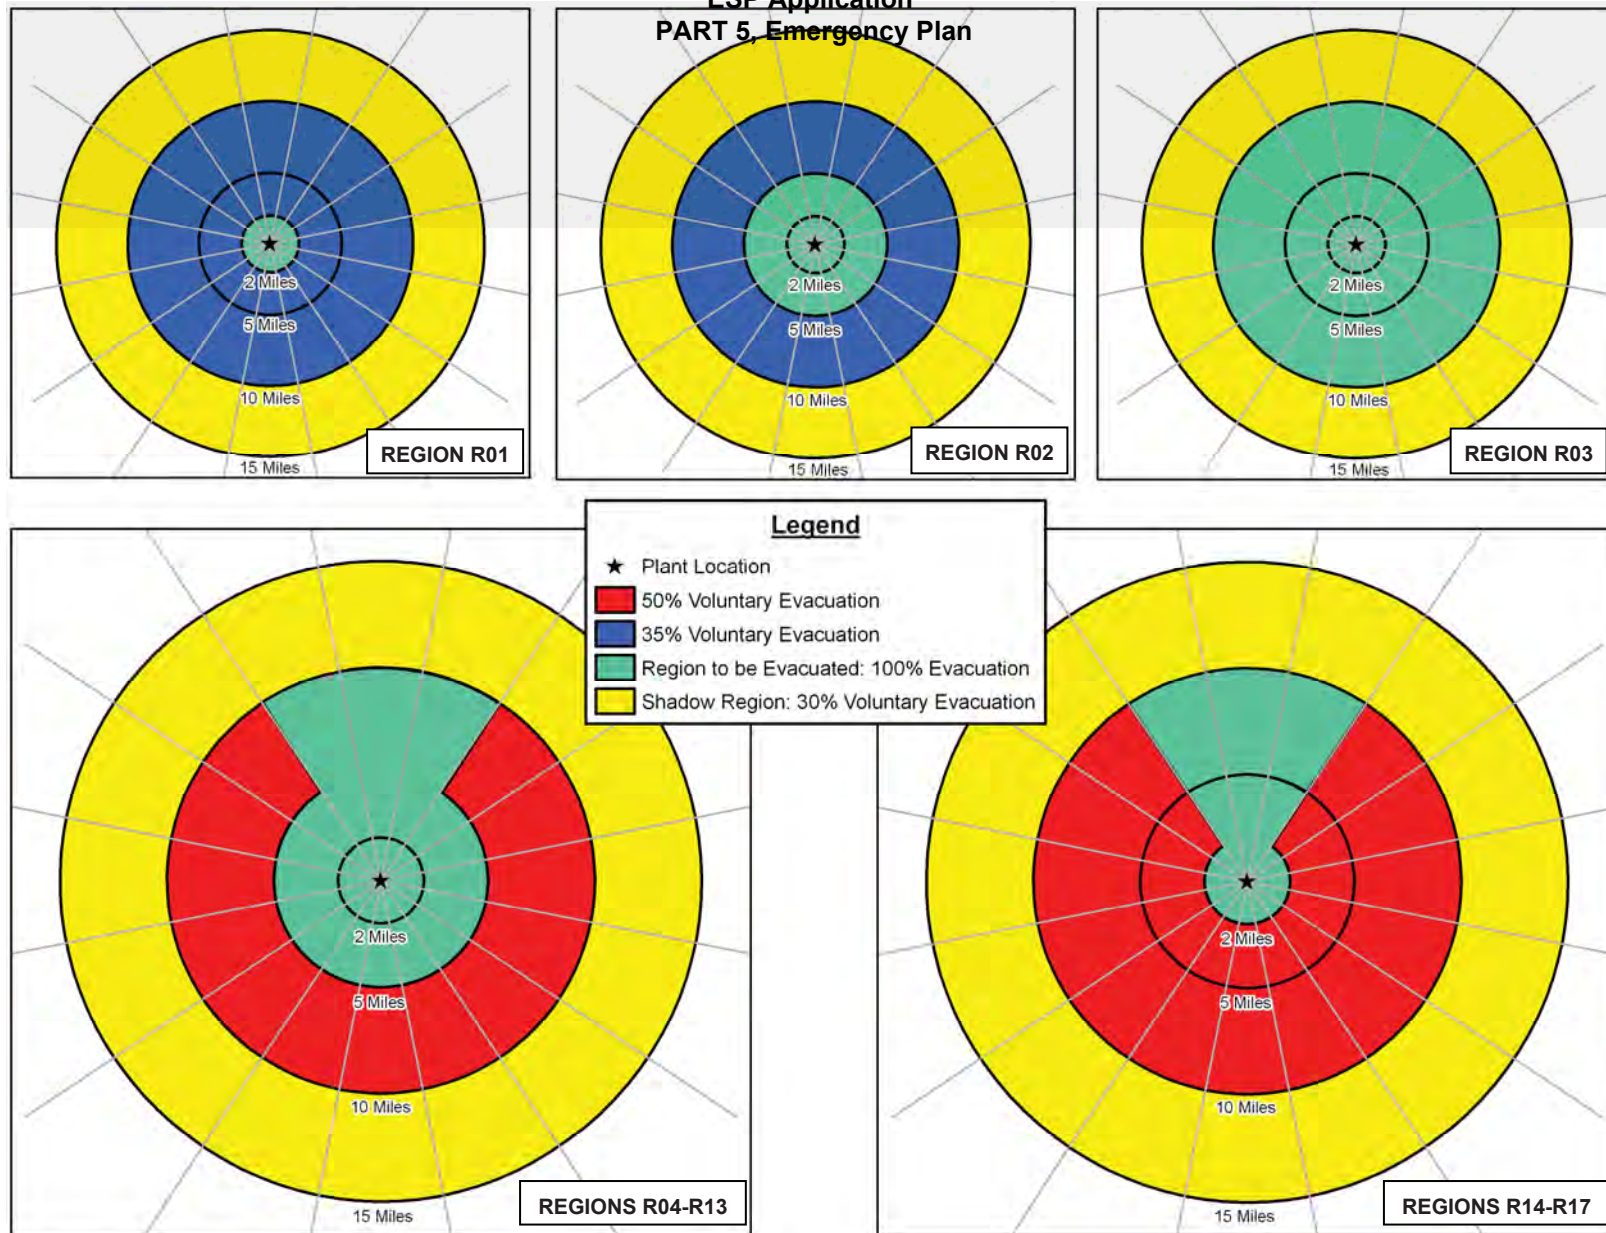 ESP Application
PART 5, Emergency Plan
2 Miles
5 Miles
10 Miles
15 Miles
REGION R01
2 Miles
5 Miles
10 Miles
15 Miles
REGION R02
2 Miles
5 Miles
10 Miles
15 Miles
REGION R03
Legend
Plant Location
50% Voluntary Evacuation
35% Voluntary Evacuation
Region to be Evacuated: 100% Evacuation
Shadow Region: 30% Voluntary Evacuation
2 Miles
5 Miles
10 Miles
15 Miles
REGIONS R04-R13
2 Miles
5 Miles
10 Miles
15 Miles
REGIONS R14-R17